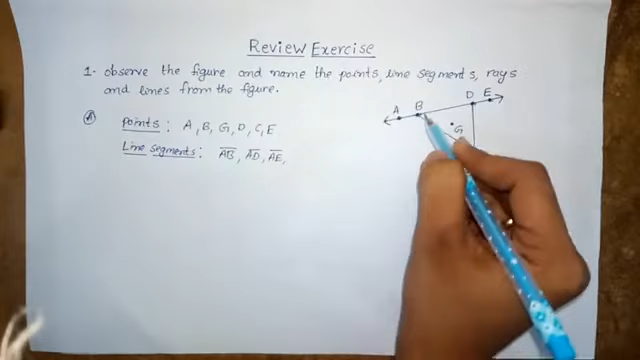 Review Exercise
1- observe the figure and name the points, line segments, rays
and lines from the figure.
A
Points : A, B, G, D, C, E
Line segments : AB, AD, AE,
A B D E
G